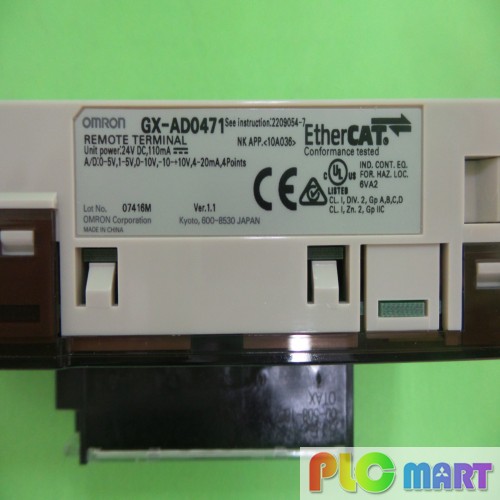 OMRON GX-AD0471 See instruction:2209054-7
REMOTE TERMINAL NK APP.<10A036>
Unit power:24V DC,110mA
A/D:0-5V,1-5V,0-10V,-10-+10V,4-20mA,4Points
EtherCAT
Conformance tested
CE
UL
LISTED
IND. CONT. EQ.
FOR. HAZ. LOC.
6VA2
CL. I, DIV. 2, Gp A,B,C,D
CL. I, Zn. 2, Gp IIC
Lot No. 07416M Ver.1.1
OMRON Corporation Kyoto, 600-8530 JAPAN
MADE IN CHINA
OTAX
PLC mart